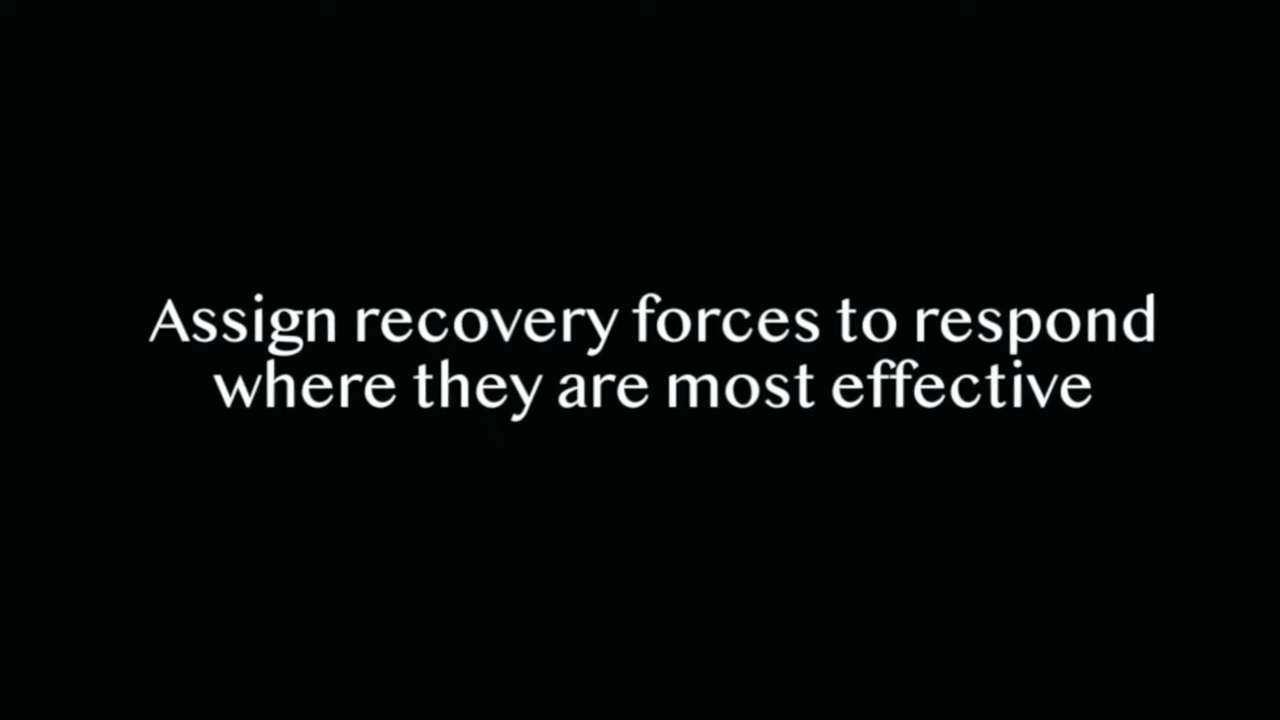 Assign recovery forces to respond
where they are most effective